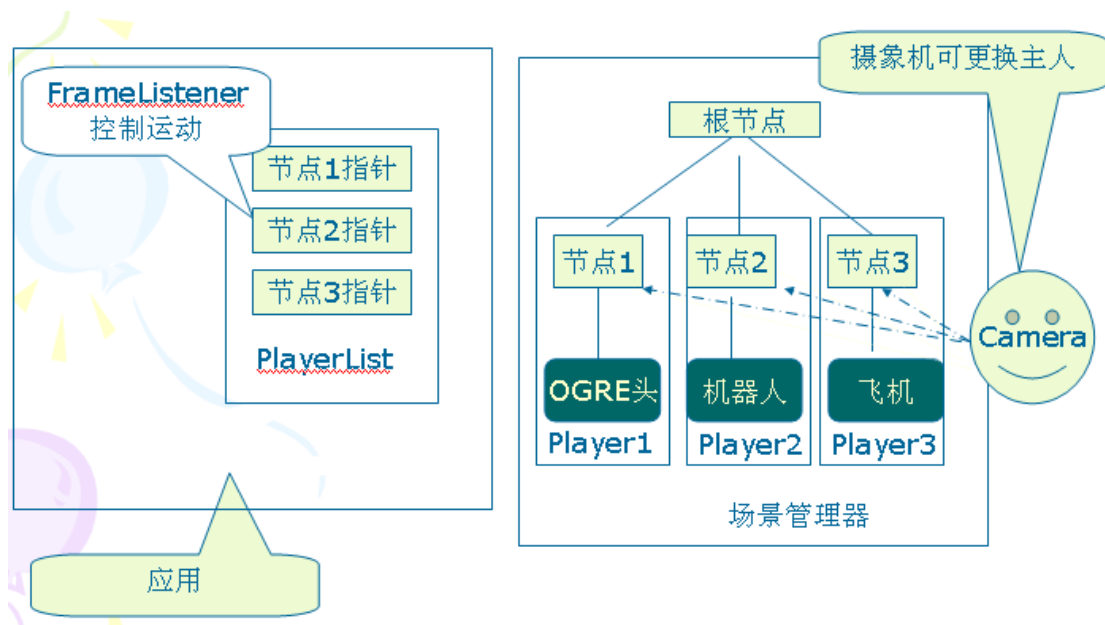 FrameListener
控制运动
节点1指针
节点2指针
节点3指针
PlayerList
应用
摄象机可更换主人
根节点
节点1
节点2
节点3
Camera
OGRE头
机器人
飞机
Player1
Player2
Player3
场景管理器